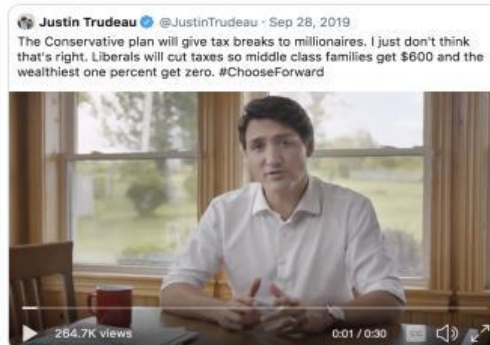 Justin Trudeau @JustinTrudeau · Sep 28, 2019
The Conservative plan will give tax breaks to millionaires. I just don't think
that's right. Liberals will cut taxes so middle class families get $600 and the
wealthiest one percent get zero. #ChooseForward
264.7K views
0:01 / 0:30
CC